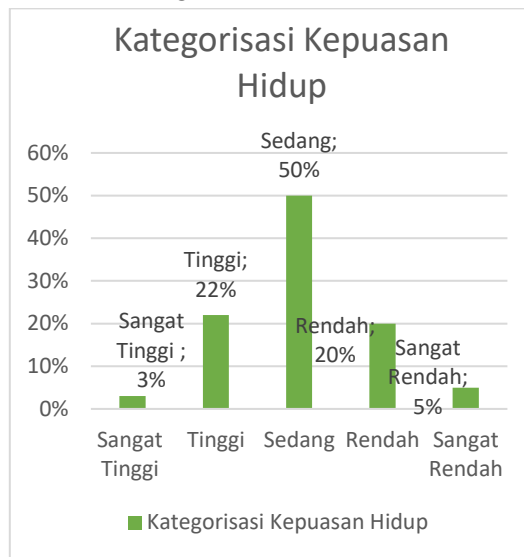 Kategorisasi Kepuasan
Hidup
60%
50%
40%
30%
20%
10%
0%
Sangat
Tinggi ;
3%
Tinggi;
22%
Sedang;
50%
Rendah;
20%
Sangat
Rendah;
5%
Sangat
Tinggi
Tinggi
Sedang
Rendah
Sangat
Rendah
Kategorisasi Kepuasan Hidup